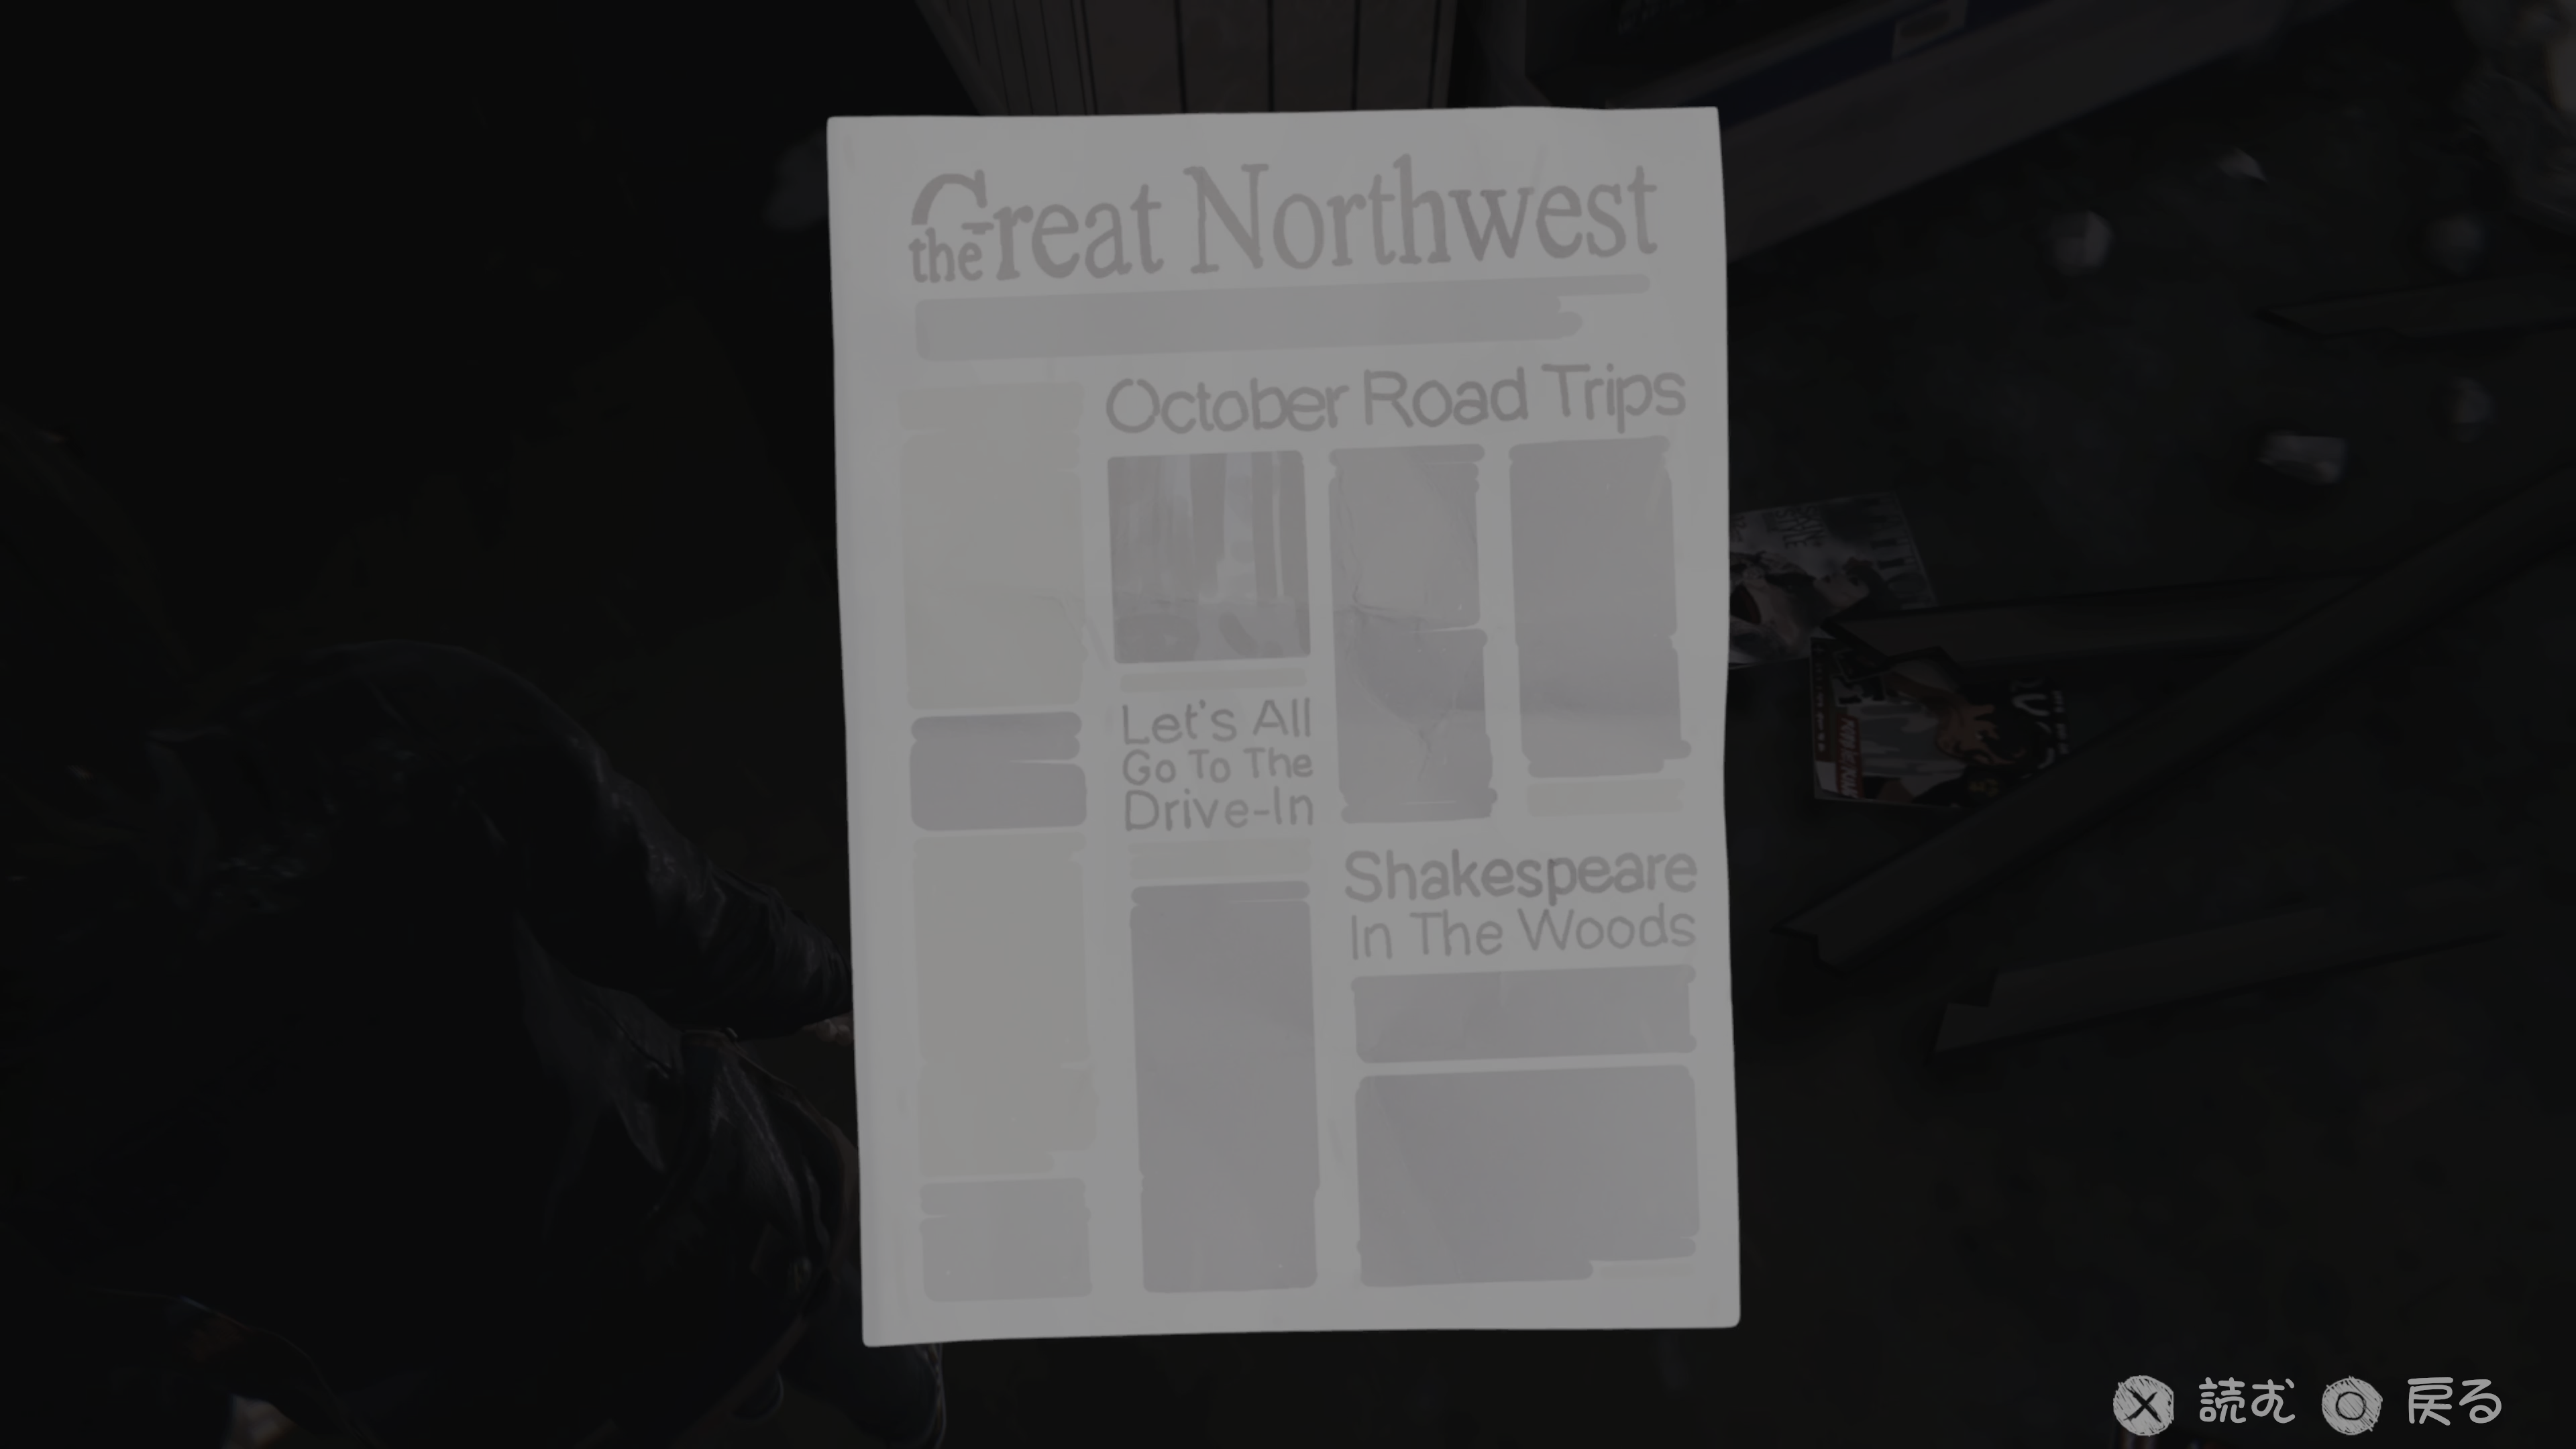 the Great Northwest
October Road Trips
Let's All
Go To The
Drive-In
Shakespeare
In The Woods
読む 戻る